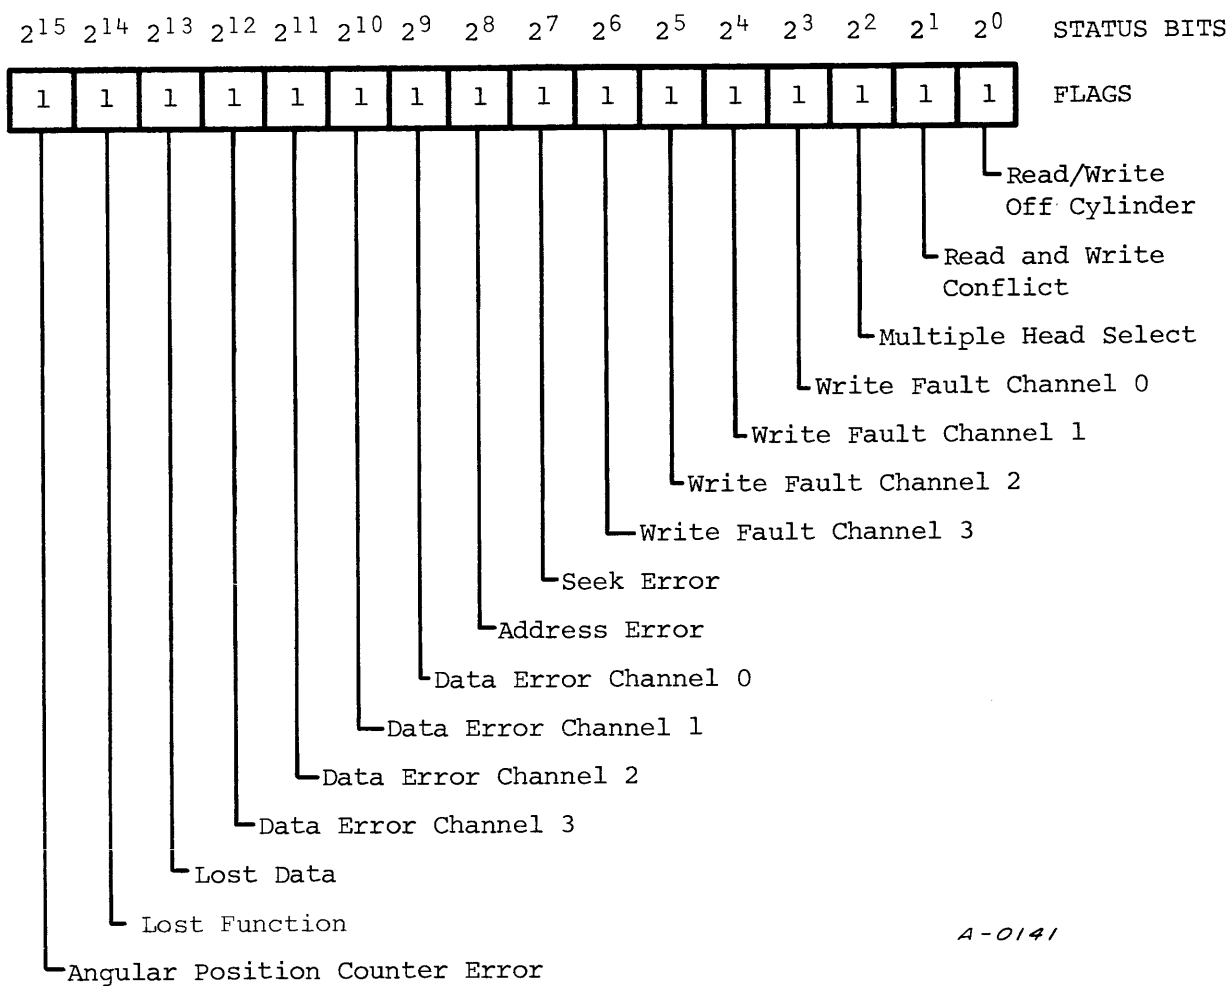 2^15 2^14 2^13 2^12 2^11 2^10 2^9 2^8 2^7 2^6 2^5 2^4 2^3 2^2 2^1 2^0 STATUS BITS
1 1 1 1 1 1 1 1 1 1 1 1 1 1 1 1 FLAGS
Read/Write
Off Cylinder
Read and Write
Conflict
Multiple Head Select
Write Fault Channel 0
Write Fault Channel 1
Write Fault Channel 2
Write Fault Channel 3
Seek Error
Address Error
Data Error Channel 0
Data Error Channel 1
Data Error Channel 2
Data Error Channel 3
Lost Data
Lost Function
A-0141
Angular Position Counter Error